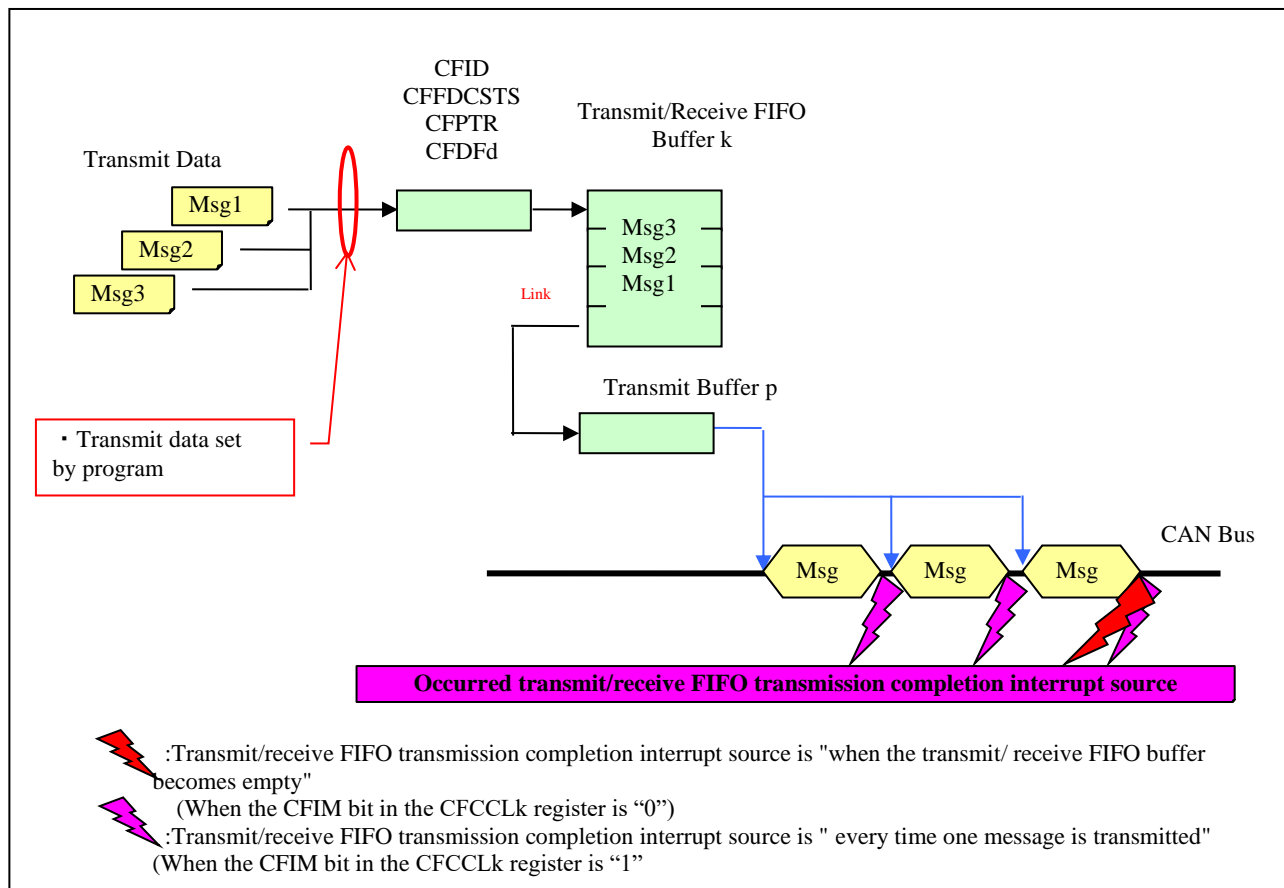 CFID
CFFDCSTS
CFPTR
CFDFd
Transmit/Receive FIFO
Buffer k
Transmit Data
Msg1
Msg2
Msg3
Msg3
Msg2
Msg1
Link
Transmit Buffer p
・Transmit data set
by program
CAN Bus
Msg
Msg
Msg
Occurred transmit/receive FIFO transmission completion interrupt source
:Transmit/receive FIFO transmission completion interrupt source is "when the transmit/ receive FIFO buffer
becomes empty"
(When the CFIM bit in the CFCCLk register is “0”)
:Transmit/receive FIFO transmission completion interrupt source is " every time one message is transmitted"
(When the CFIM bit in the CFCCLk register is “1”